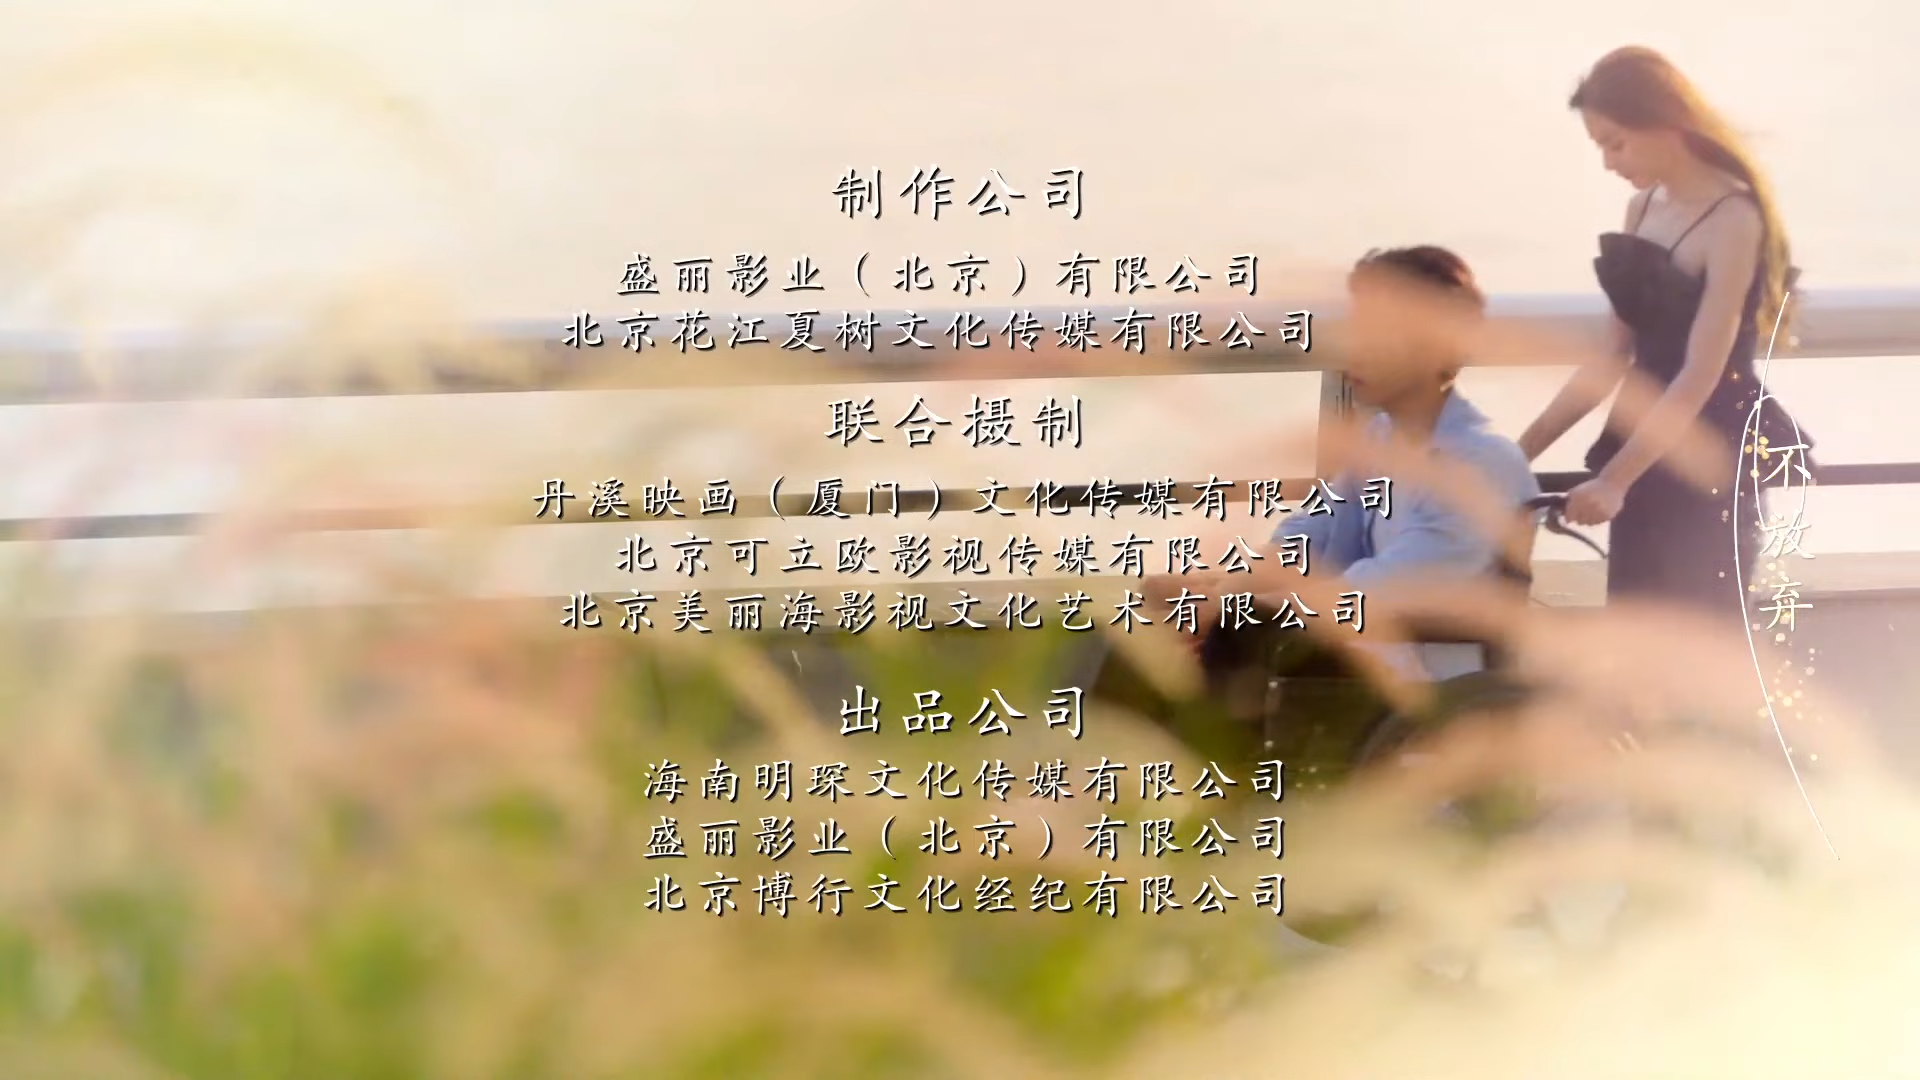 制作公司
盛丽影业（北京）有限公司
北京花江夏树文化传媒有限公司
联合摄制
丹溪映画（厦门）文化传媒有限公司
北京可立欧影视传媒有限公司
北京美丽海影视文化艺术有限公司
出品公司
海南明琛文化传媒有限公司
盛丽影业（北京）有限公司
北京博行文化经纪有限公司
不放弃